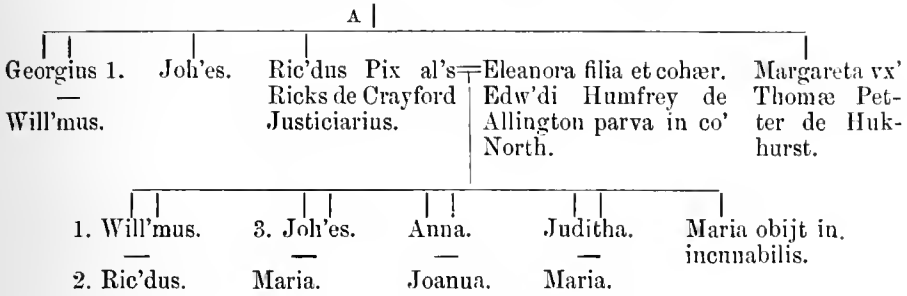 A
Georgius 1.
Will'mus.
Joh'es.
Ric'dus Pix al's
Ricks de Crayford
Justiciarius.
Eleanora filia et cohær.
Edw'di Humfrey de
Allington parva in co'
North.
Margareta vx'
Thomæ Pet-
ter de Huk-
hurst.
1. Will'mus.
2. Ric'dus.
3. Joh'es.
Maria.
Anna.
Joanua.
Juditha.
Maria.
Maria obijt in.
incnnabilis.